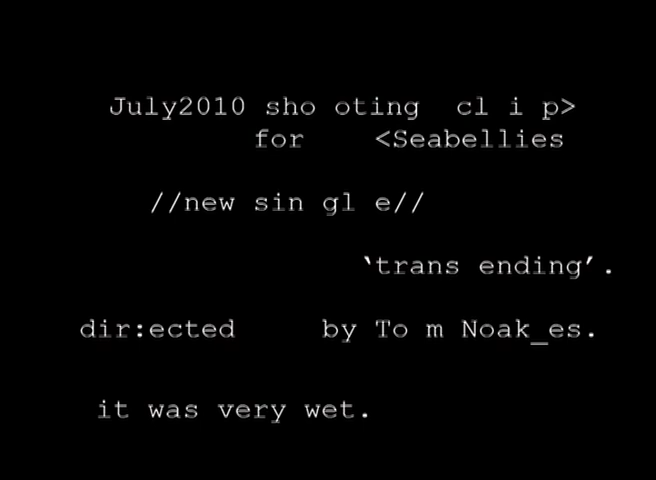 July2010 sho oting  cl i p>
for    <Seabellies
//new sin gl e//
‘trans ending’.
dir:ected     by To m Noak_es.
it was very wet.